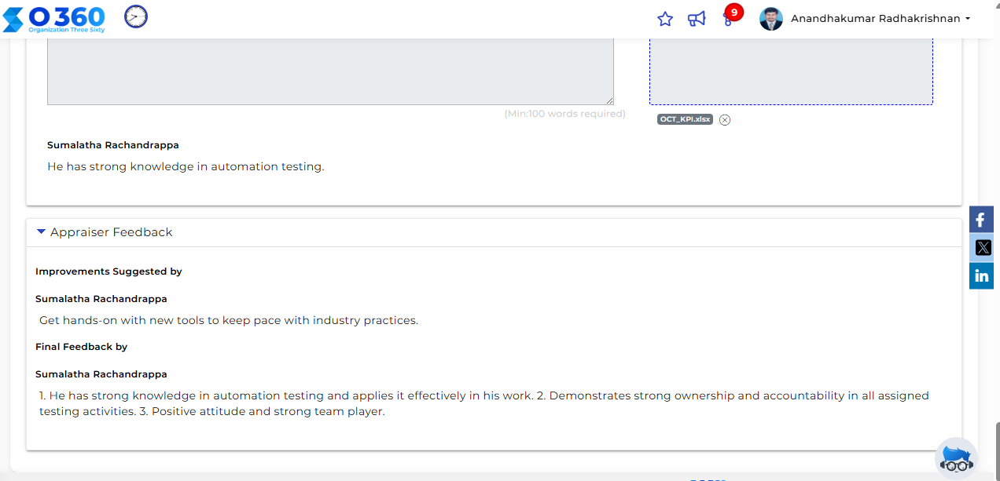 O 360
Organization Three Sixty
9
Anandhakumar Radhakrishnan
(Min:100 words required)
OCT_KPI.xlsx
Sumalatha Rachandrappa
He has strong knowledge in automation testing.
Appraiser Feedback
Improvements Suggested by
Sumalatha Rachandrappa
Get hands-on with new tools to keep pace with industry practices.
Final Feedback by
Sumalatha Rachandrappa
1. He has strong knowledge in automation testing and applies it effectively in his work. 2. Demonstrates strong ownership and accountability in all assigned
testing activities. 3. Positive attitude and strong team player.
f
X
in